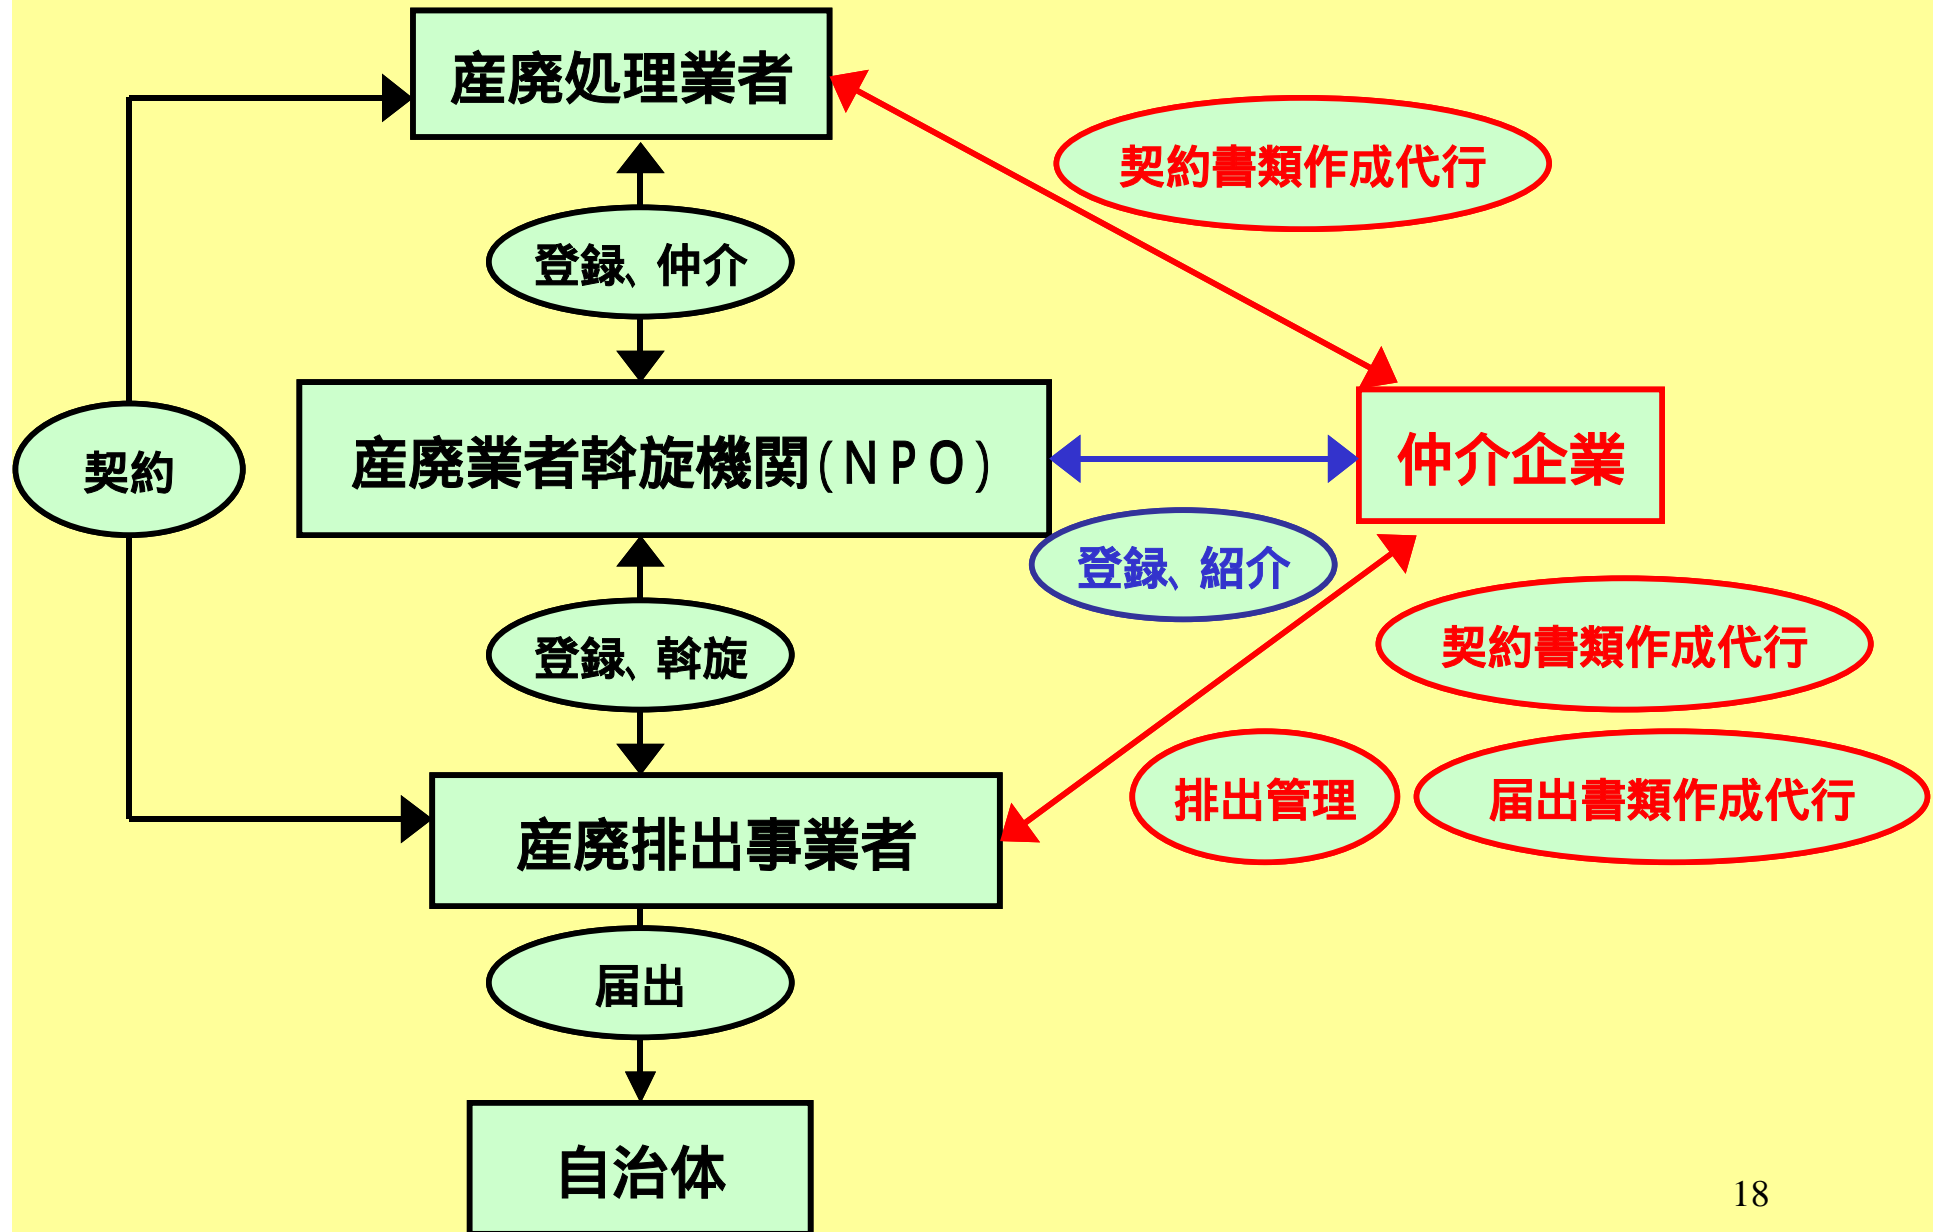 産廃処理業者
契約書類作成代行
登録、仲介
産廃業者斡旋機関(NPO)
仲介企業
契約
登録、紹介
登録、斡旋
契約書類作成代行
排出管理
届出書類作成代行
産廃排出事業者
届出
自治体
18